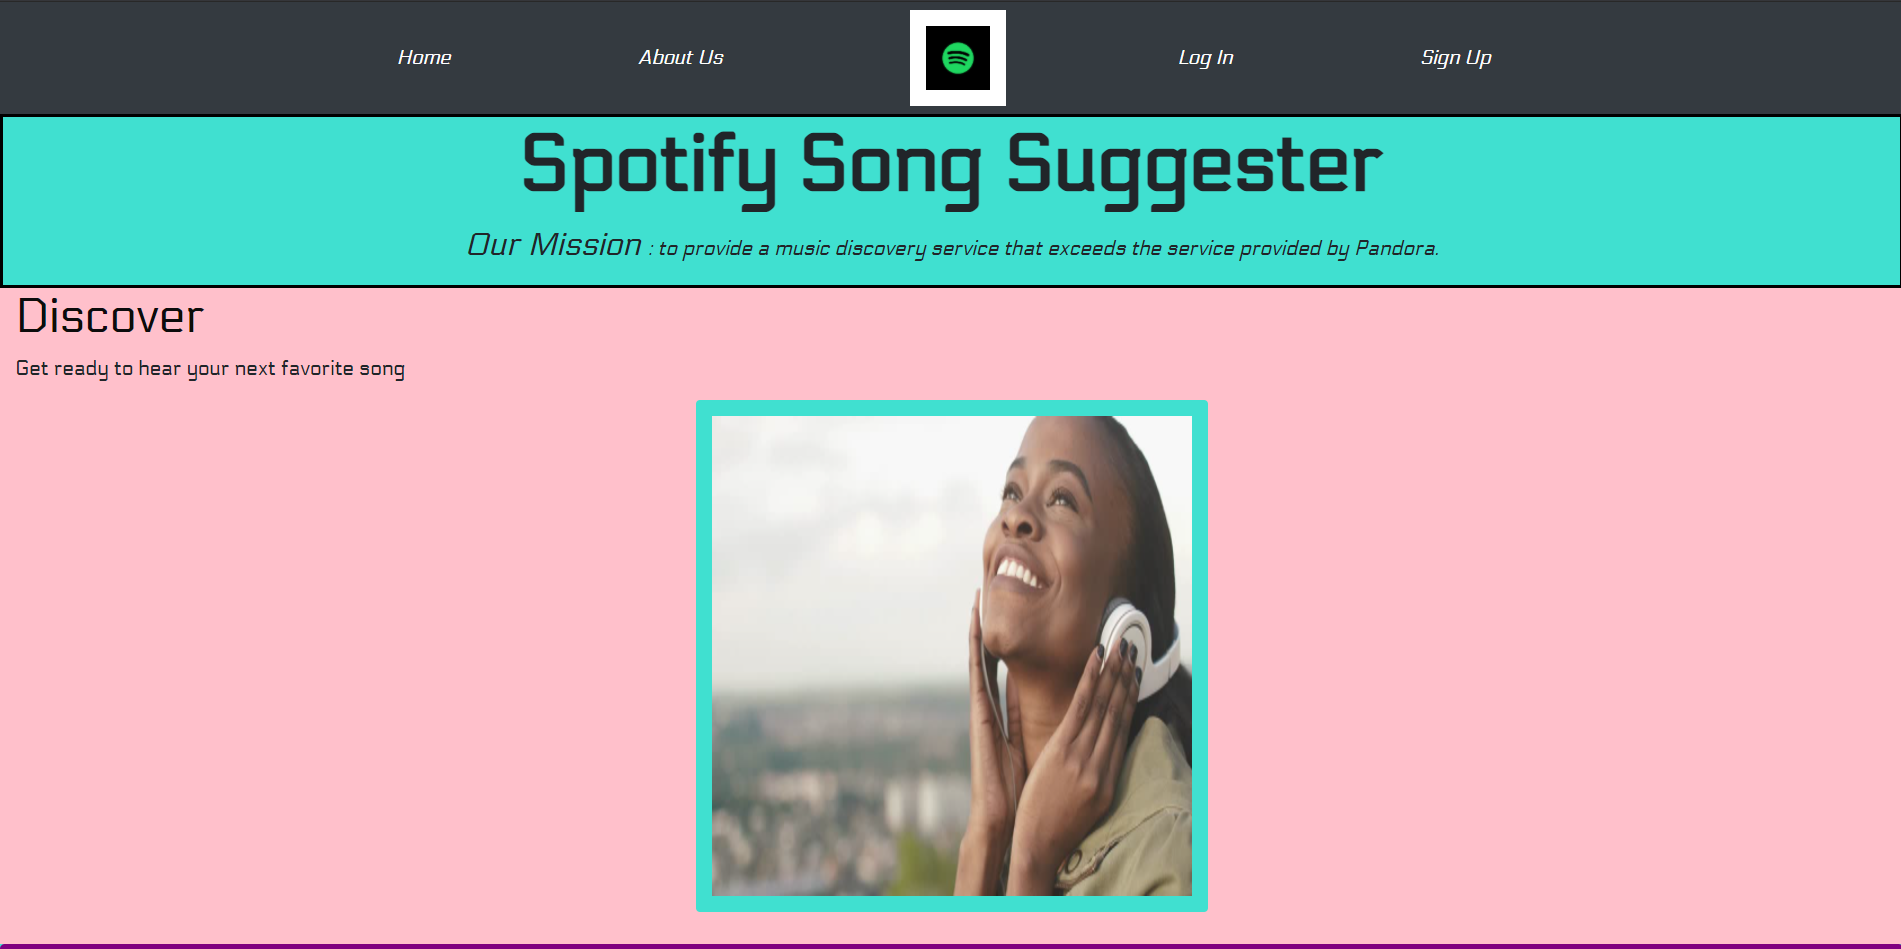 Home About Us Log In Sign Up
Spotify Song Suggester
Our Mission : to provide a music discovery service that exceeds the service provided by Pandora.
Discover
Get ready to hear your next favorite song